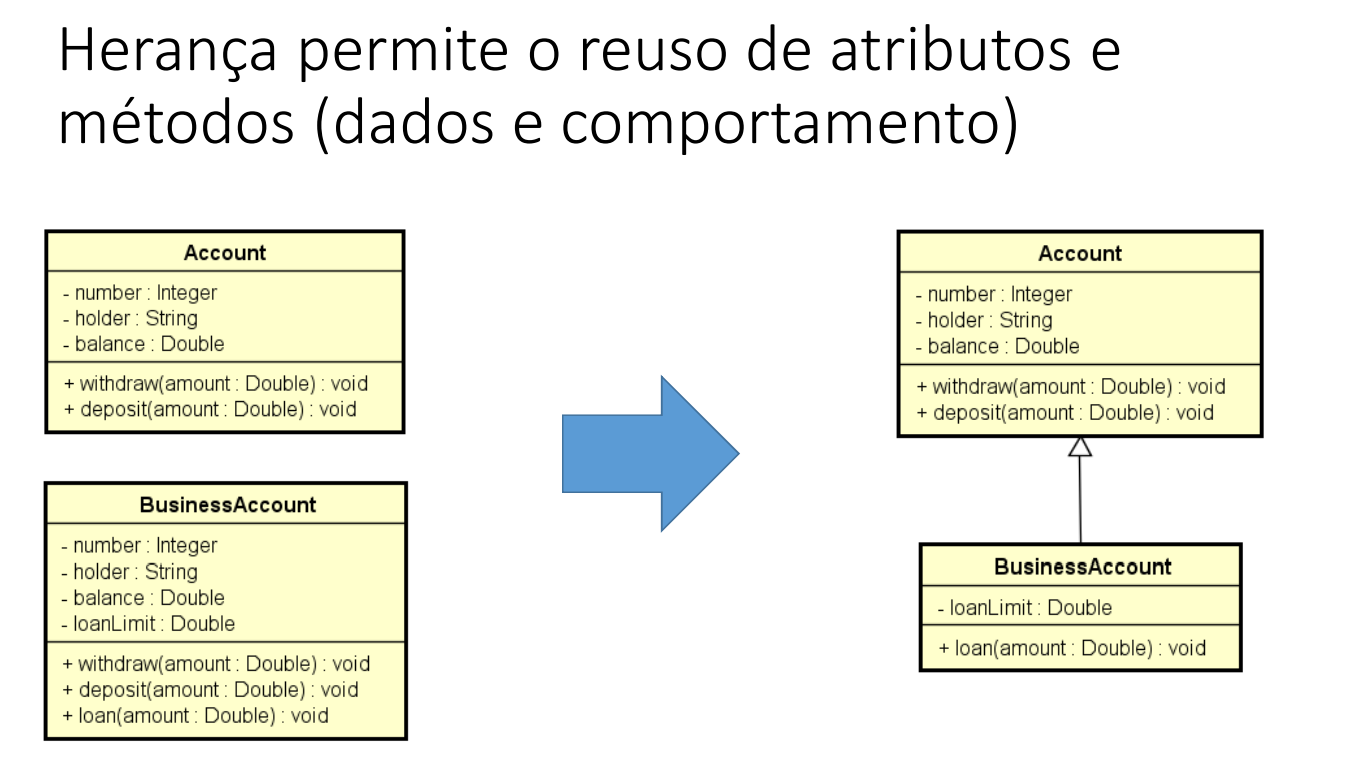 Herança permite o reuso de atributos e
métodos (dados e comportamento)
Account
- number : Integer
- holder : String
- balance : Double
+ withdraw(amount : Double) : void
+ deposit(amount : Double) : void
BusinessAccount
- number : Integer
- holder : String
- balance : Double
- loanLimit : Double
+ withdraw(amount : Double) : void
+ deposit(amount : Double) : void
+ loan(amount : Double) : void
Account
- number : Integer
- holder : String
- balance : Double
+ withdraw(amount : Double) : void
+ deposit(amount : Double) : void
BusinessAccount
- loanLimit : Double
+ loan(amount : Double) : void